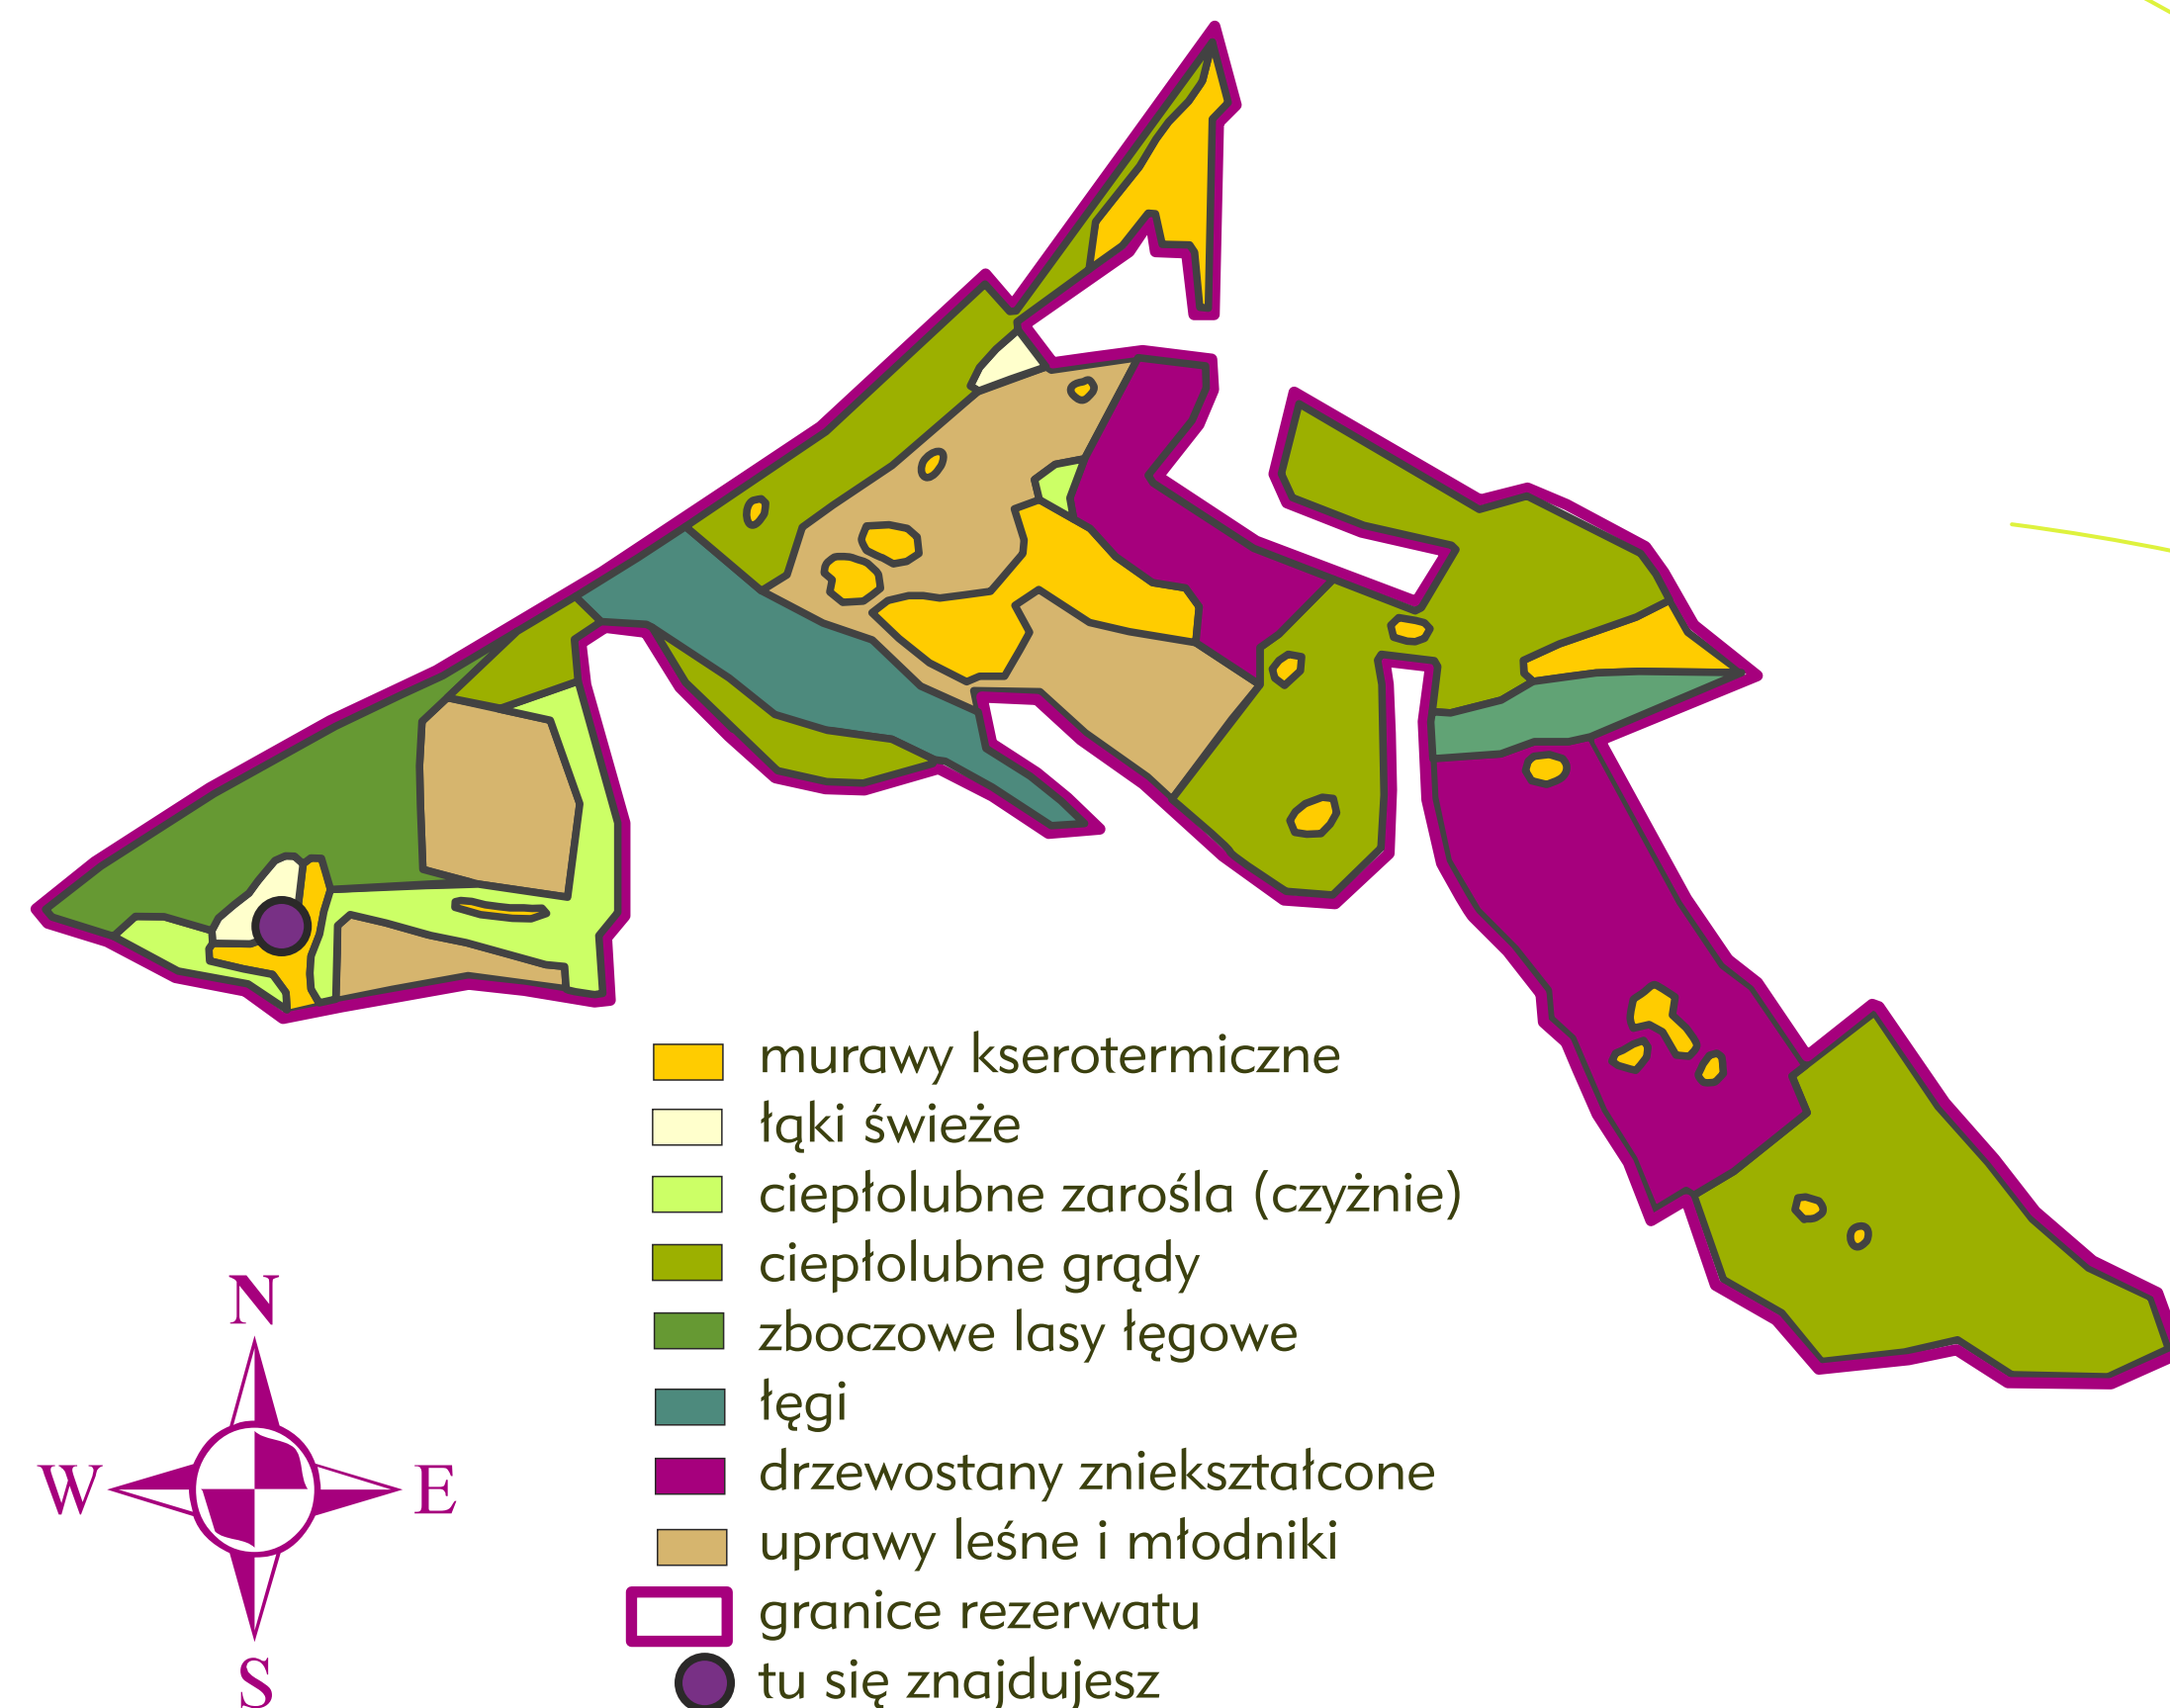 murawy kserotermiczne
łąki świeże
ciepłolubne zarośla (czyżnie)
ciepłolubne grądy
zboczowe lasy łęgowe
łęgi
drzewostany zniekształcone
uprawy leśne i młodniki
granice rezerwatu
tu się znajdujesz
N
W E
S